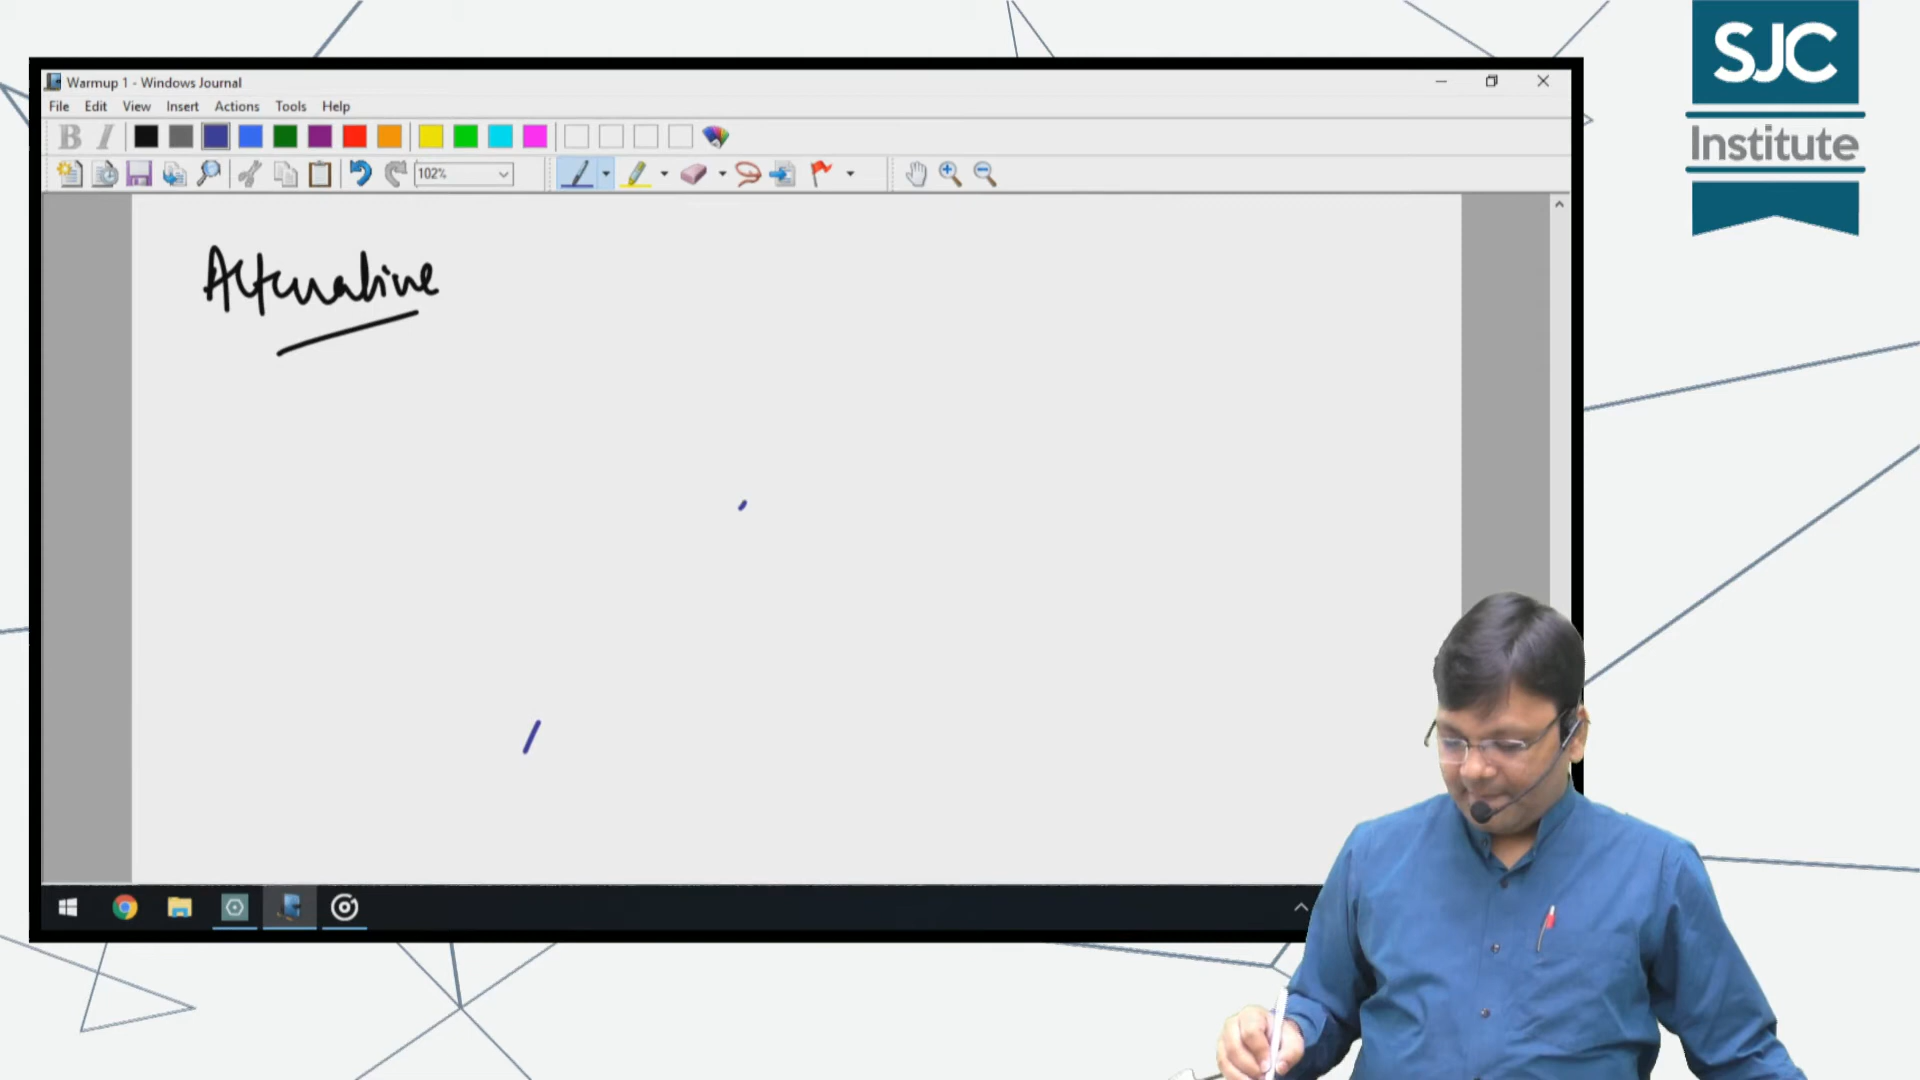 SJC
Institute
Warmup 1 - Windows Journal
File Edit View Insert Actions Tools Help
B I
102%
Alternative